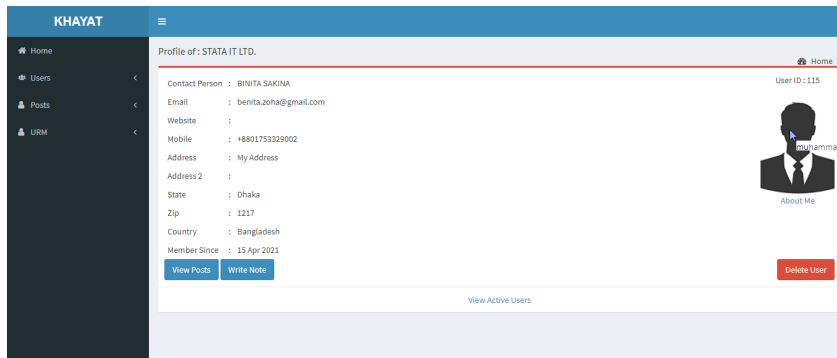 KHAYAT
Home
Users
Posts
URM
Profile of : STATA IT LTD.
Home
Contact Person : BINITA SAKINA
Email : benita.zoha@gmail.com
Website :
Mobile : +8801753329002
Address : My Address
Address 2 :
State : Dhaka
Zip : 1217
Country : Bangladesh
Member Since : 15 Apr 2021
User ID : 115
muhamma
About Me
View Posts Write Note Delete User
View Active Users